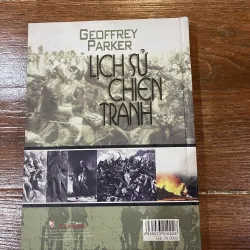 GEOFFREY
PARKER
LỊCH SỬ
CHIẾN
TRANH